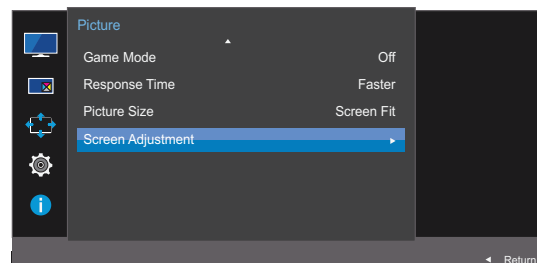 Picture
Game Mode Off
Response Time Faster
Picture Size Screen Fit
Screen Adjustment
Return